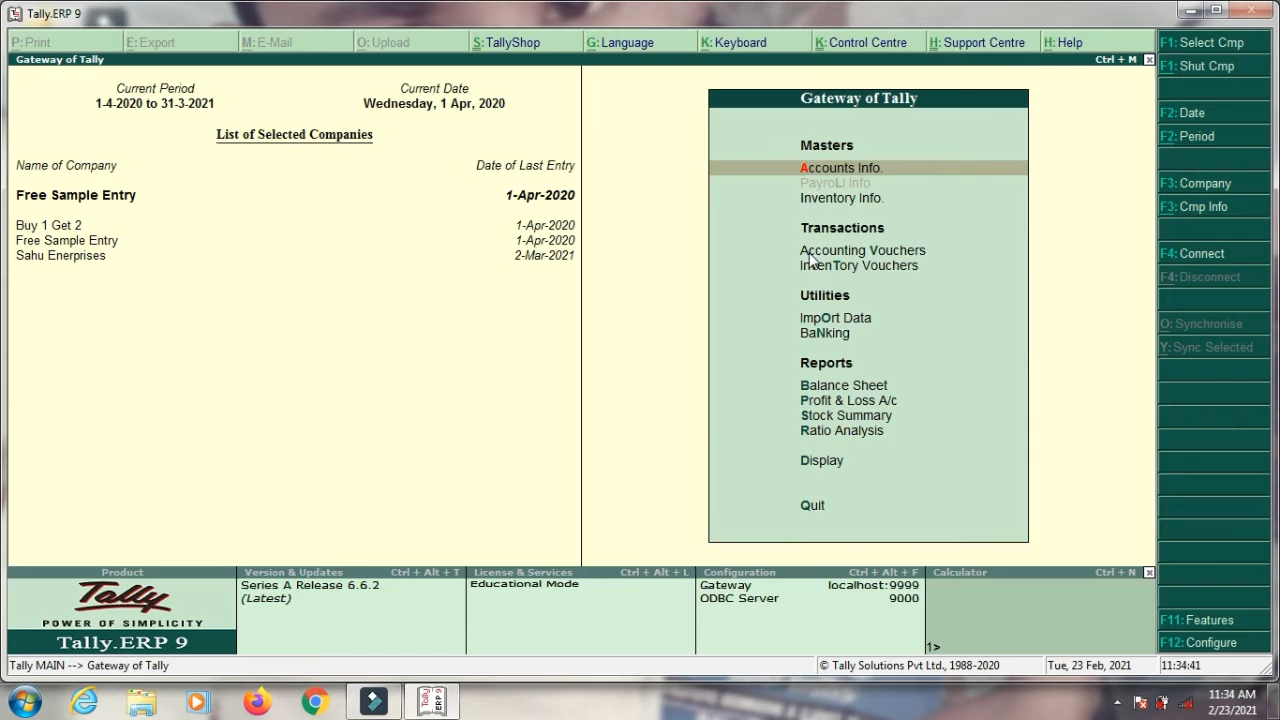 Tally.ERP 9
P: Print
E: Export
M: E-Mail
O: Upload
S: TallyShop
G: Language
K: Keyboard
K: Control Centre
H: Support Centre
H: Help
Gateway of Tally
Ctrl + M
Current Period
1-4-2020 to 31-3-2021
Current Date
Wednesday, 1 Apr, 2020
List of Selected Companies
Name of Company
Date of Last Entry
Free Sample Entry
1-Apr-2020
Buy 1 Get 2
1-Apr-2020
Free Sample Entry
1-Apr-2020
Sahu Enerprises
2-Mar-2021
Gateway of Tally
Masters
Accounts Info.
PayroLl Info.
Inventory Info.
Transactions
Accounting Vouchers
InvenTory Vouchers
Utilities
ImpOrt Data
BaNking
Reports
Balance Sheet
Profit & Loss A/c
Stock Summary
Ratio Analysis
Display
Quit
F1: Select Cmp
F1: Shut Cmp
F2: Date
F2: Period
F3: Company
F3: Cmp Info
F4: Connect
F4: Disconnect
O: Synchronise
Y: Sync Selected
F11: Features
F12: Configure
Product
Tally
POWER OF SIMPLICITY
Tally.ERP 9
Version & Updates
Ctrl + Alt + T
Series A Release 6.6.2
(Latest)
License & Services
Ctrl + Alt + L
Educational Mode
Configuration
Ctrl + Alt + F
Gateway
localhost:9999
ODBC Server
9000
Calculator
Ctrl + N
1>
Tally MAIN --> Gateway of Tally
© Tally Solutions Pvt Ltd., 1988-2020
Tue, 23 Feb, 2021
11:34:41
Tally ERP 9
11:34 AM
2/23/2021